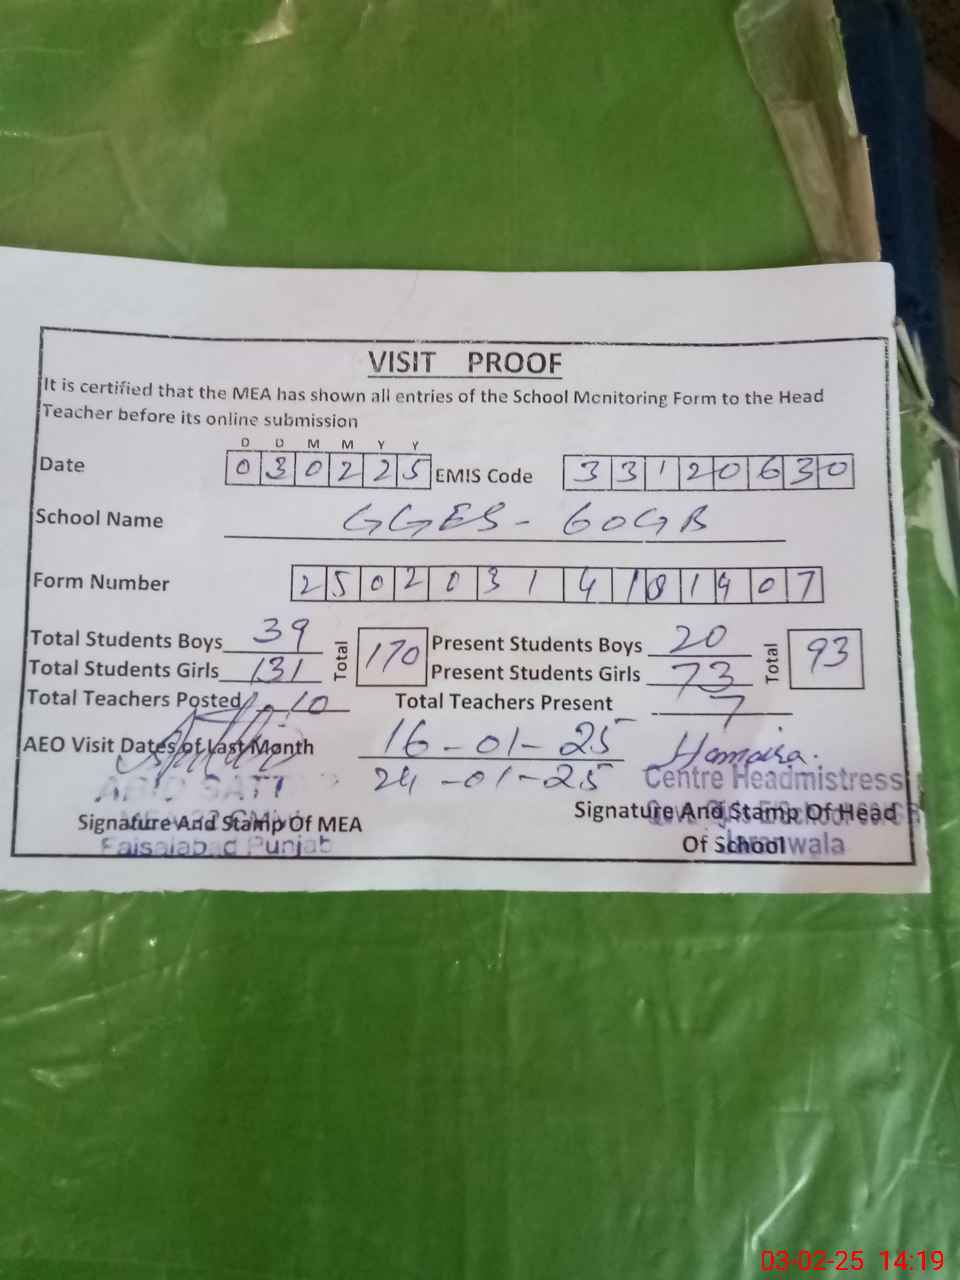 VISIT PROOF
It is certified that the MEA has shown all entries of the School Monitoring Form to the Head
Teacher before its online submission
D D M M Y Y
Date 0 3 0 2 2 5 EMIS Code 3 3 1 2 0 6 3 0
School Name GGES - 60GB
Form Number 2 5 0 2 0 3 1 4 1 8 1 4 0 7
Total Students Boys 39 Total 170 Present Students Boys 20 Total 93
Total Students Girls 131 Present Students Girls 73
Total Teachers Posted 10 Total Teachers Present 7
AEO Visit Dates of Last Month 16-01-25 Homaira.
24-01-25 Centre Headmistress
Signature And Stamp Of MEA Signature And Stamp Of Head
Faisalabad Punjab Of School Jaranwala
03-02-25 14:19